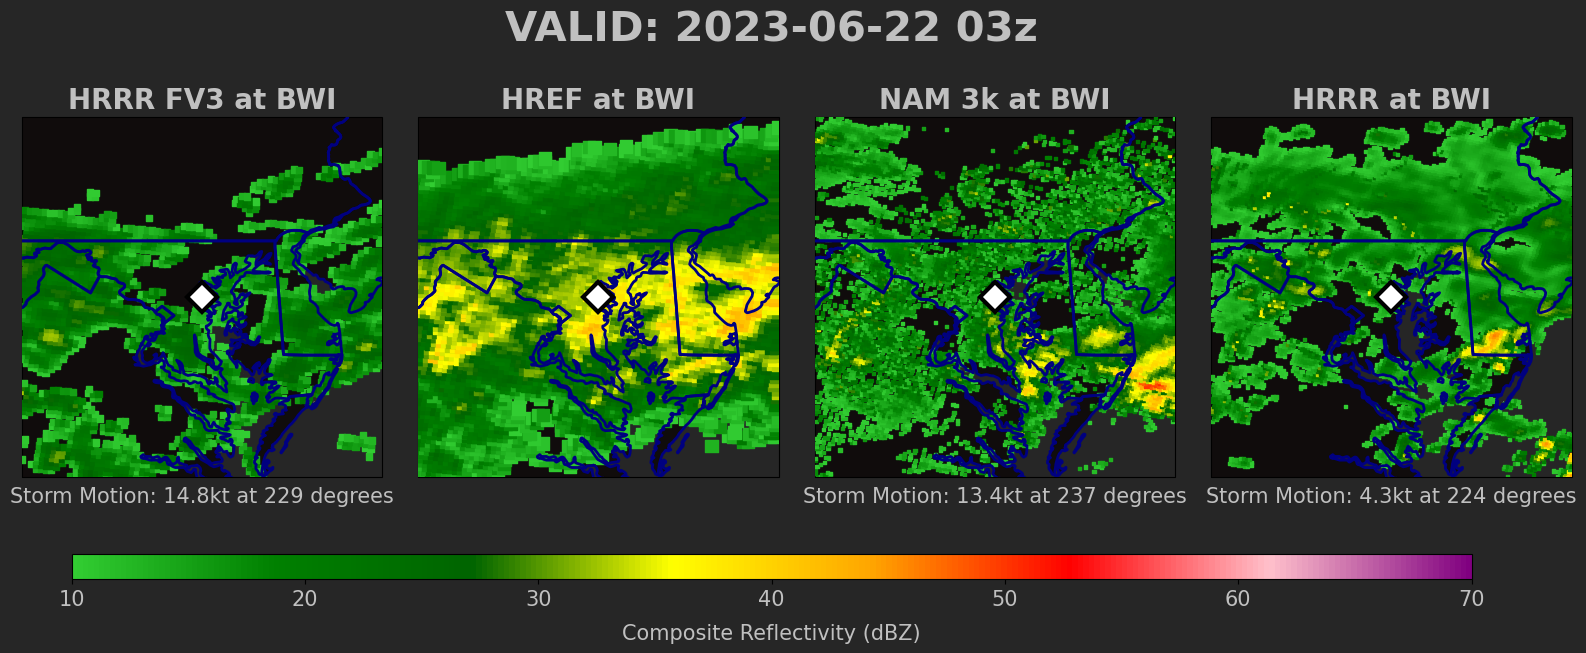 VALID: 2023-06-22 03z
HRRR FV3 at BWI
HREF at BWI
NAM 3k at BWI
HRRR at BWI
Storm Motion: 14.8kt at 229 degrees
Storm Motion: 13.4kt at 237 degrees
Storm Motion: 4.3kt at 224 degrees
10 20 30 40 50 60 70
Composite Reflectivity (dBZ)